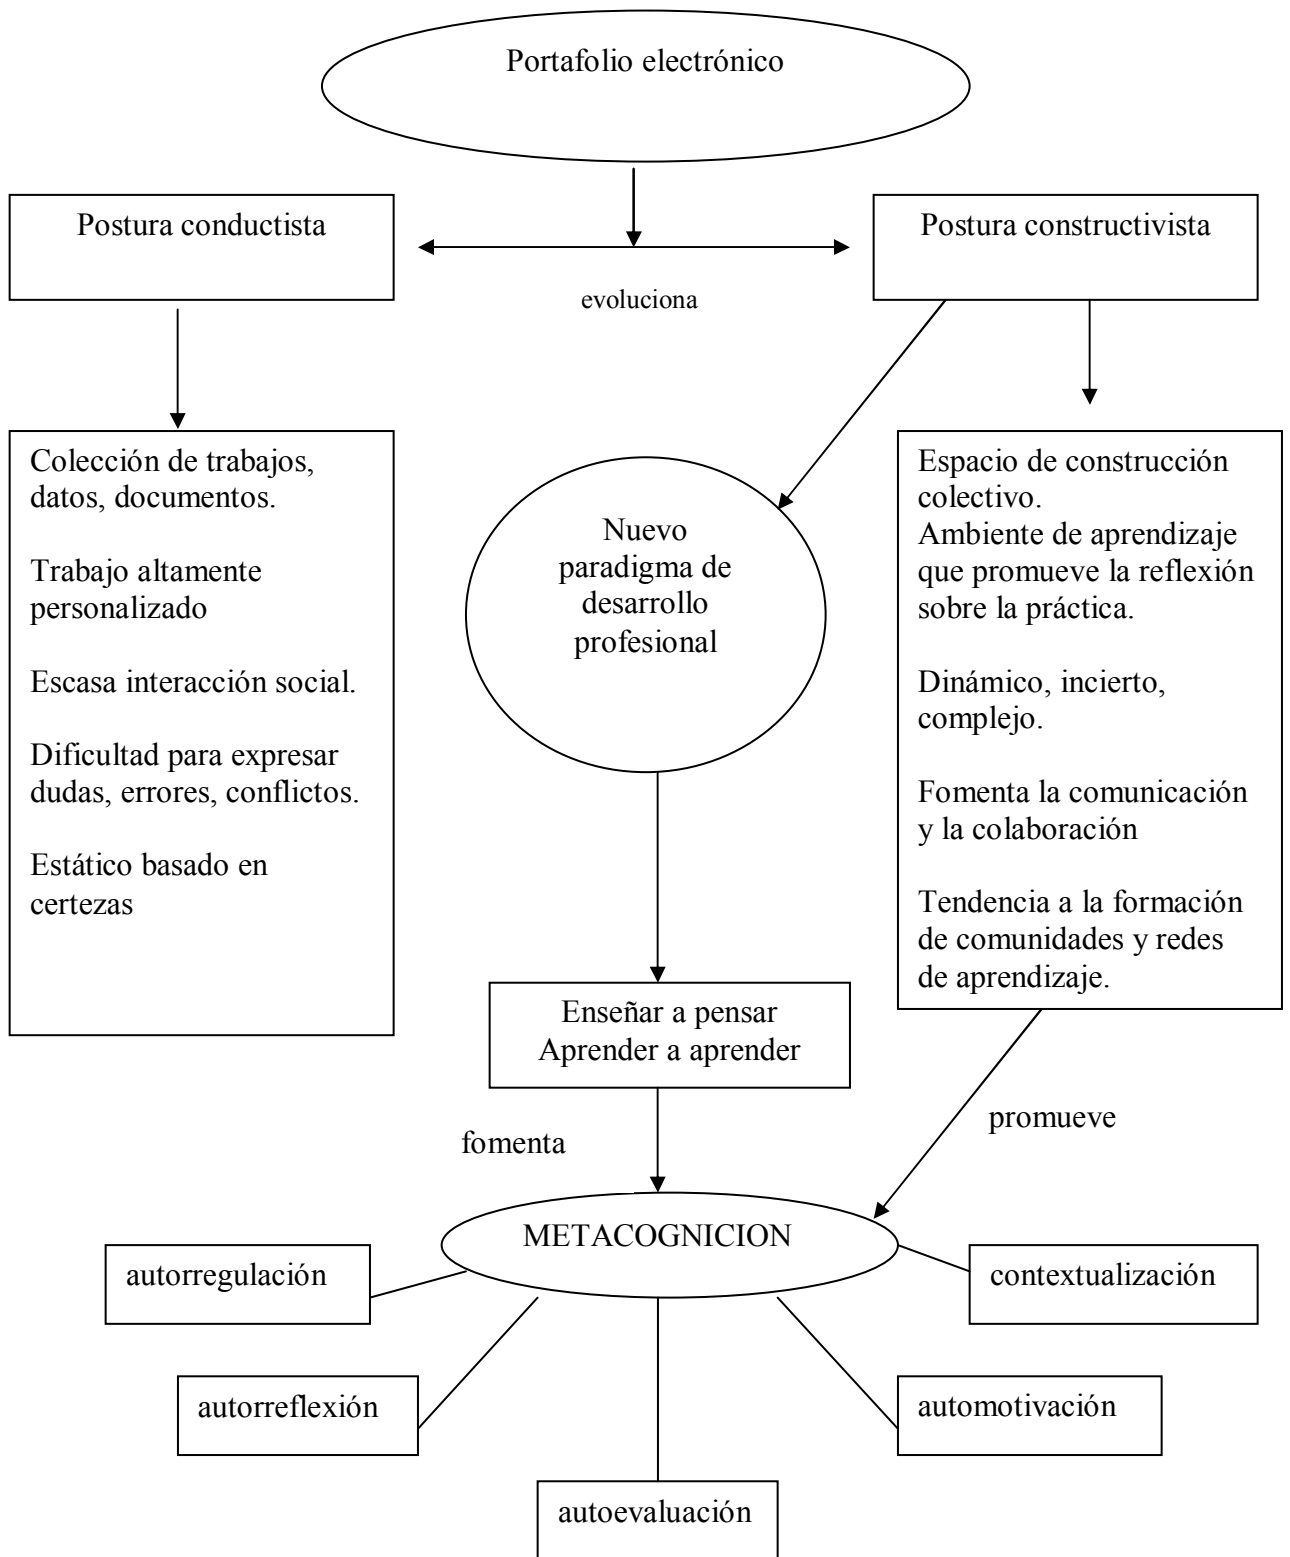 Portafolio electrónico
Postura conductista
Postura constructivista
evoluciona
Colección de trabajos,
datos, documentos.
Trabajo altamente
personalizado
Escasa interacción social.
Dificultad para expresar
dudas, errores, conflictos.
Estático basado en
certezas
Nuevo
paradigma de
desarrollo
profesional
Espacio de construcción
colectivo.
Ambiente de aprendizaje
que promueve la reflexión
sobre la práctica.
Dinámico, incierto,
complejo.
Fomenta la comunicación
y la colaboración
Tendencia a la formación
de comunidades y redes
de aprendizaje.
Enseñar a pensar
Aprender a aprender
fomenta
promueve
METACOGNICION
autorregulación
contextualización
autorreflexión
automotivación
autoevaluación